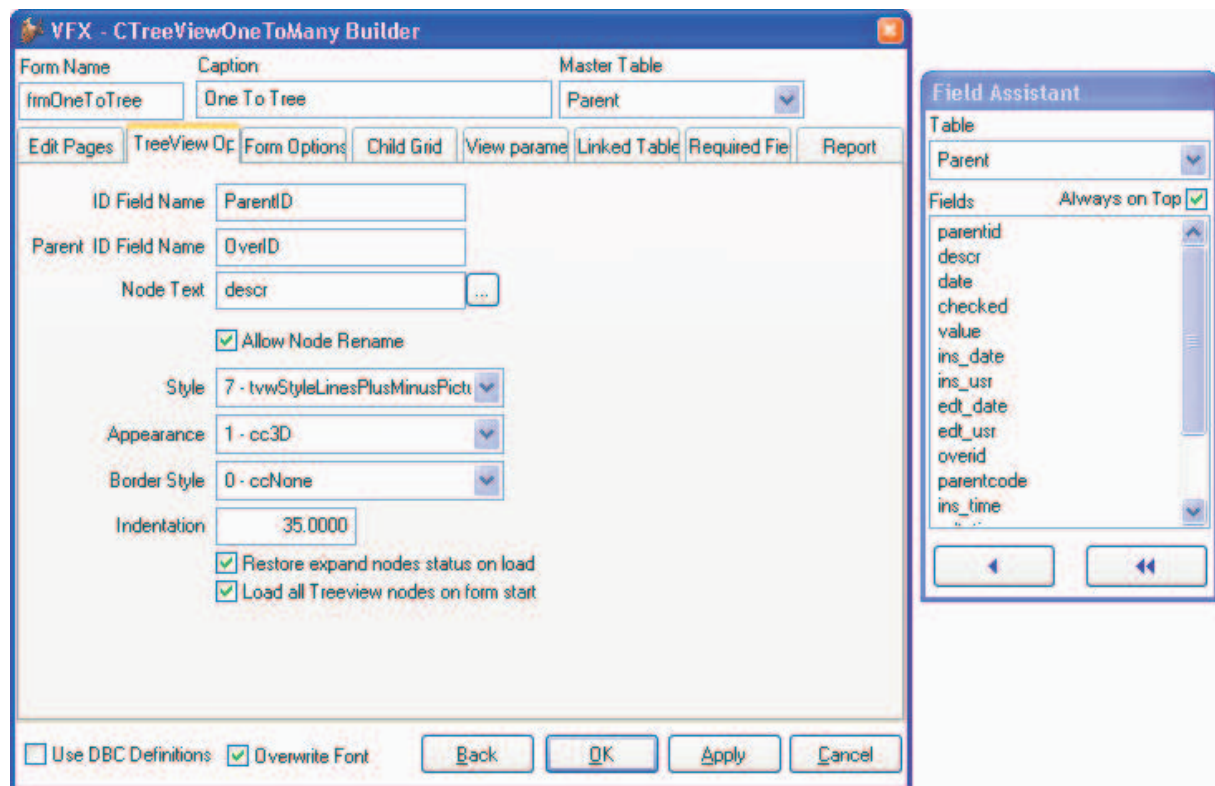 VFX - CTreeViewOneToMany Builder
Form Name Caption Master Table
frmOneToTree One To Tree Parent
Edit Pages TreeView Op Form Options Child Grid View parame Linked Table Required Fie Report
ID Field Name ParentID
Parent ID Field Name OverID
Node Text descr ...
Allow Node Rename
Style 7 - tvwStyleLinesPlusMinusPictu
Appearance 1 - cc3D
Border Style 0 - ccNone
Indentation 35.0000
Restore expand nodes status on load
Load all Treeview nodes on form start
Use DBC Definitions Overwrite Font Back OK Apply Cancel
Field Assistant
Table
Parent
Fields Always on Top
parentid
descr
date
checked
value
ins_date
ins_usr
edt_date
edt_usr
overid
parentcode
ins_time